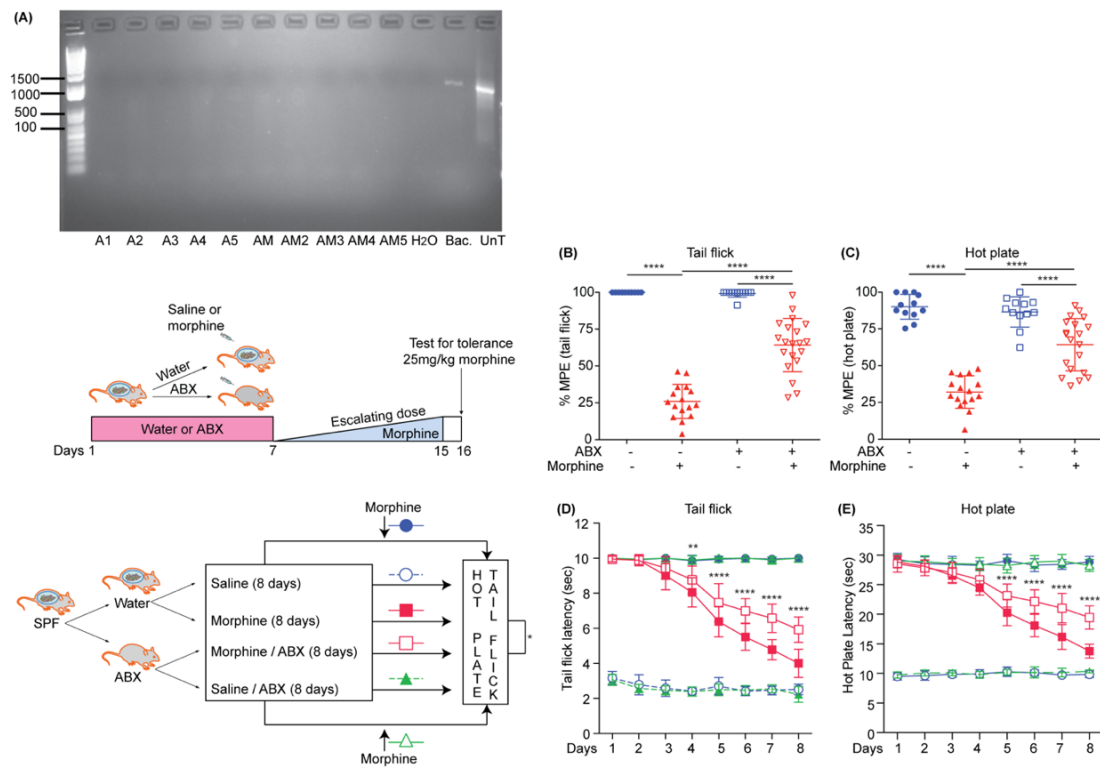 (A)
1500
1000
500
100
A1 A2 A3 A4 A5 AM AM2 AM3 AM4 AM5 H2O Bac. UnT
Saline or
morphine
Water
ABX
Test for tolerance
25mg/kg morphine
Water or ABX
Escalating dose
Morphine
Days 1 7 15 16
(B) Tail flick
**** ****
****
% MPE (tail flick)
100
75
50
25
0
ABX - - + +
Morphine - + - +
(C) Hot plate
**** ****
****
% MPE (hot plate)
100
75
50
25
0
ABX - - + +
Morphine - + - +
SPF
Water
ABX
Saline (8 days)
Morphine (8 days)
Morphine / ABX (8 days)
Saline / ABX (8 days)
Morphine
HOT PLATE
TAIL FLICK
*
Morphine
(D) Tail flick
Tail flick latency (sec)
12
10
8
6
4
2
0
** **** **** **** ****
Days 1 2 3 4 5 6 7 8
(E) Hot plate
Hot Plate Latency (sec)
35
30
25
20
15
10
5
0
**** **** **** ****
Days 1 2 3 4 5 6 7 8